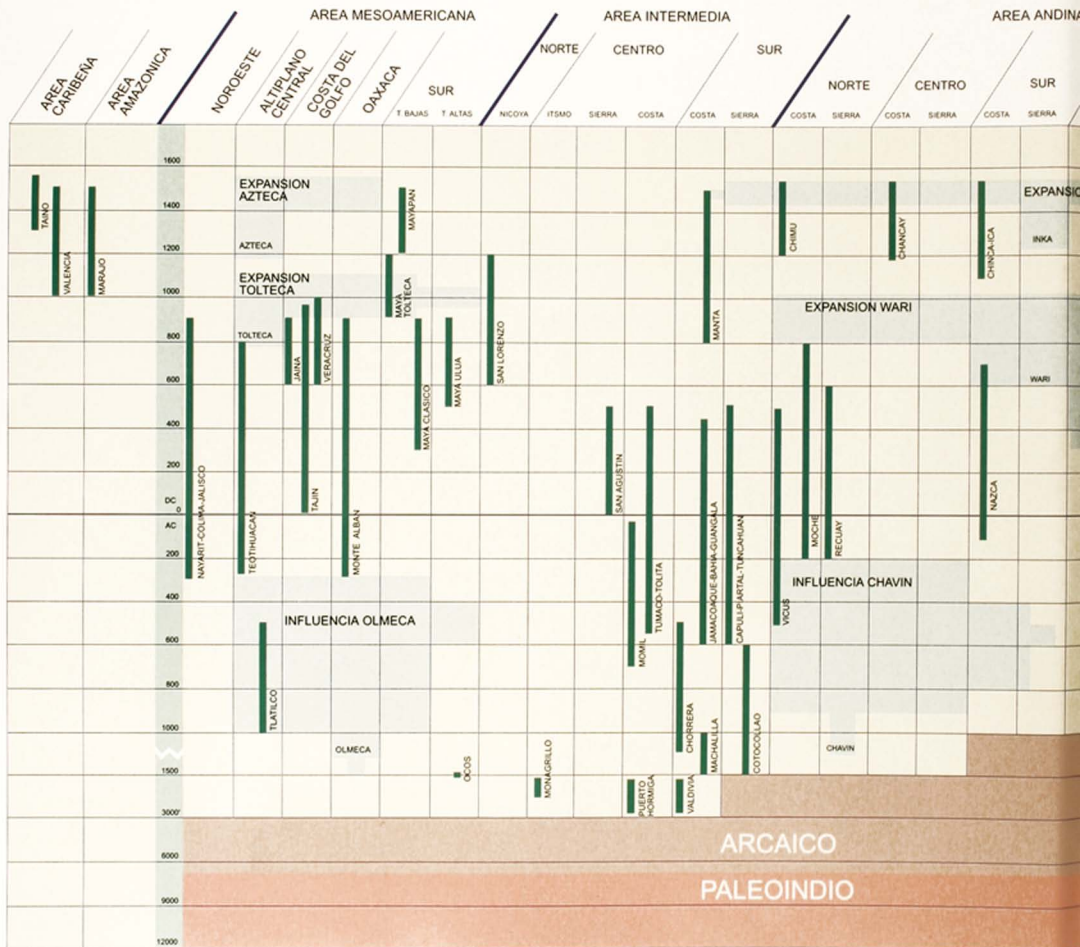 AREA MESOAMERICANA
AREA INTERMEDIA
AREA ANDINA
AREA CARIBEÑA
AREA AMAZONICA
NOROESTE
ALTIPLANO CENTRAL
COSTA DEL GOLFO
OAXACA
SUR
NORTE
CENTRO
SUR
NORTE
CENTRO
SUR
T. BAJAS
T. ALTAS
NICOYA
ITSMO
SIERRA
COSTA
COSTA
SIERRA
COSTA
SIERRA
COSTA
SIERRA
COSTA
SIERRA
1600
1400
1200
1000
800
600
400
200
DC
0
AC
200
400
600
800
1000
1500
3000
6000
9000
12000
TAINO
VALENCIA
MARAJO
NAYARIT-COLIMA-JALISCO
EXPANSION
AZTECA
AZTECA
EXPANSION
TOLTECA
TOLTECA
TEOTIHUACAN
TLATILCO
JAINA
TAJIN
VERACRUZ
MONTE ALBAN
INFLUENCIA OLMECA
OLMECA
MAYA
TOLTECA
MAYAPAN
MAYA CLASICO
MAYA ULUA
OCOS
SAN LORENZO
MONAGRILLO
SAN AGUSTIN
MOMIL
TUMACO-TOLITA
PUERTO
HORMIGA
CHORRERA
VALDIVIA
MANTA
JAMACOAQUE-BAHIA-GUANGALA
MACHALILLA
CAPULI-PIARTAL-TUNCAHUAN
COTOCOLLAO
CHIMU
VICUS
MOCHE
RECUAY
EXPANSION WARI
INFLUENCIA CHAVIN
CHAVIN
CHANCAY
CHINCA-ICA
NAZCA
INKA
WARI
ARCAICO
PALEOINDIO